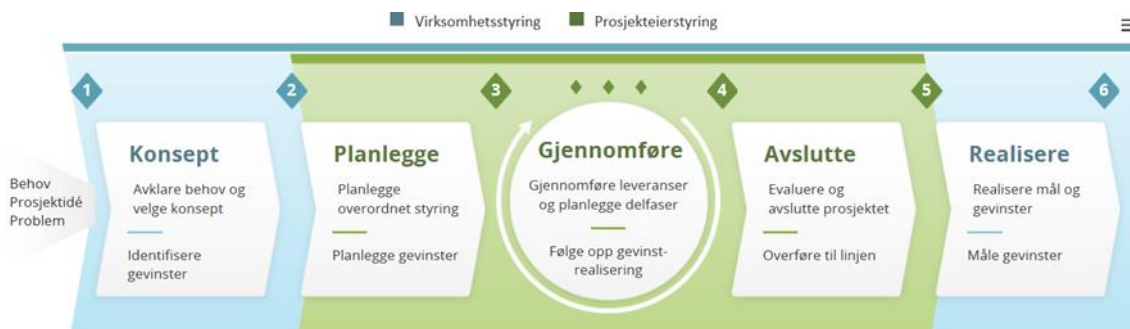 Virksomhetsstyring
Prosjekteierstyring
1
2
3
4
5
6
Behov
Prosjektidé
Problem
Konsept
Avklare behov og
velge konsept
Identifisere
gevinster
Planlegge
Planlegge
overordnet styring
Planlegge gevinster
Gjennomføre
Gjennomføre leveranser
og planlegge delfaser
Følge opp gevinst-
realisering
Avslutte
Evaluere og
avslutte prosjektet
Overføre til linjen
Realisere
Realisere mål og
gevinster
Måle gevinster